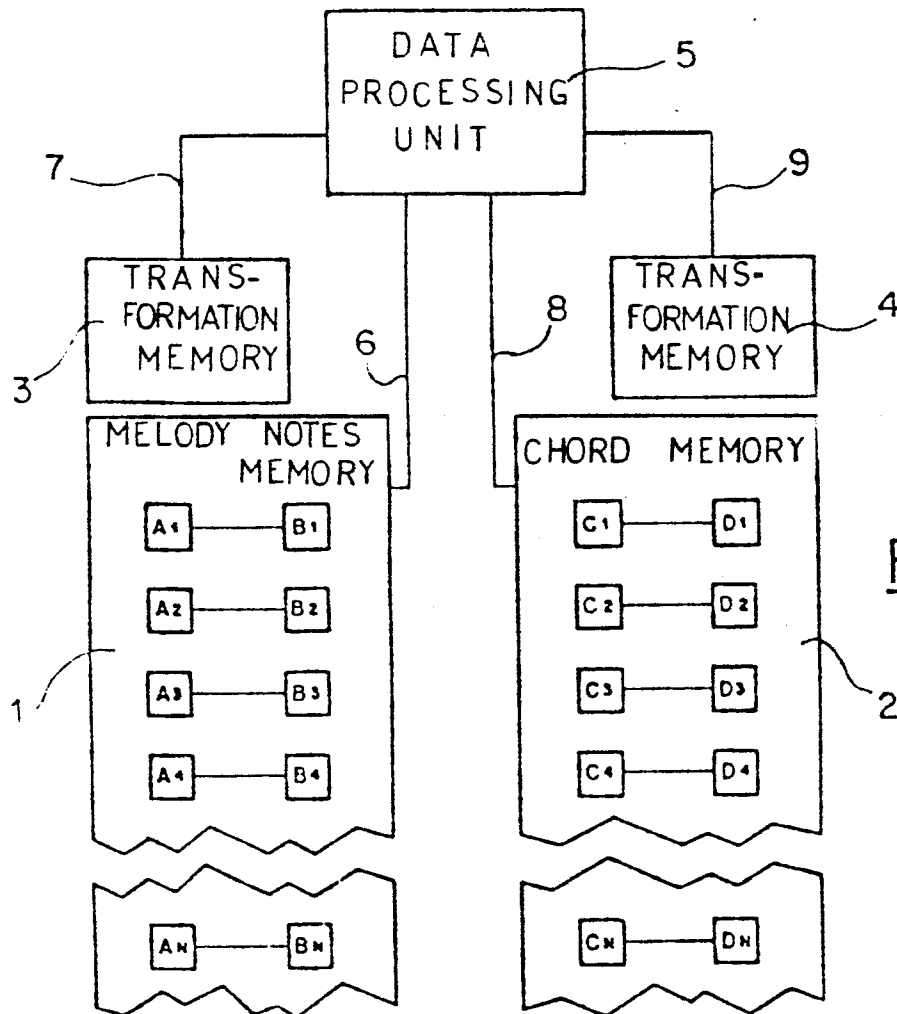 DATA
PROCESSING
UNIT
5
7
9
TRANS-
FORMATION
MEMORY
3
6
8
TRANS-
FORMATION
MEMORY
4
MELODY NOTES
MEMORY
A1 B1
A2 B2
A3 B3
A4 B4
AN BN
1
CHORD MEMORY
C1 D1
C2 D2
C3 D3
C4 D4
CN DN
2